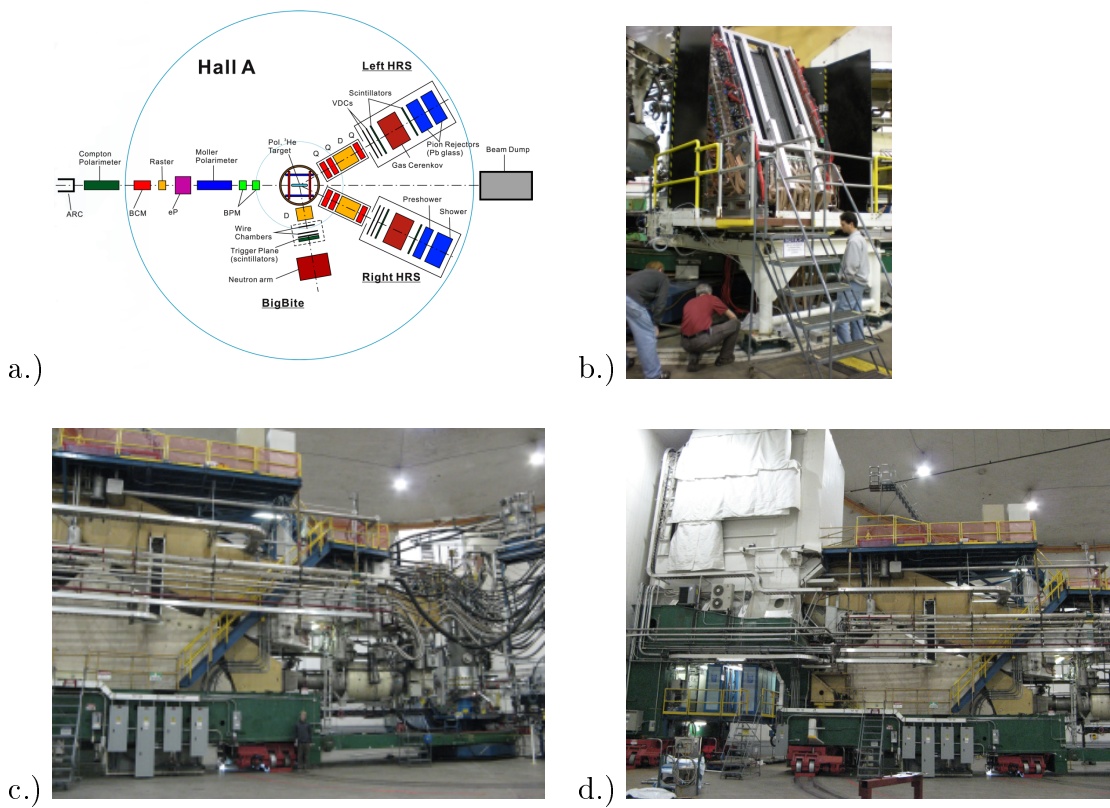 Hall A
Left HRS
Scintillators
VDCs
Pol. ³He
Target
Q
Q
D
Q
Pion Rejectors
(Pb glass)
Gas Cerenkov
Compton
Polarimeter
Raster
Moller
Polarimeter
Beam Dump
ARC
BCM
eP
BPM
D
Preshower
Shower
Wire
Chambers
Trigger Plane
(scintillators)
Neutron arm
Right HRS
BigBite
a.)
b.)
c.)
d.)